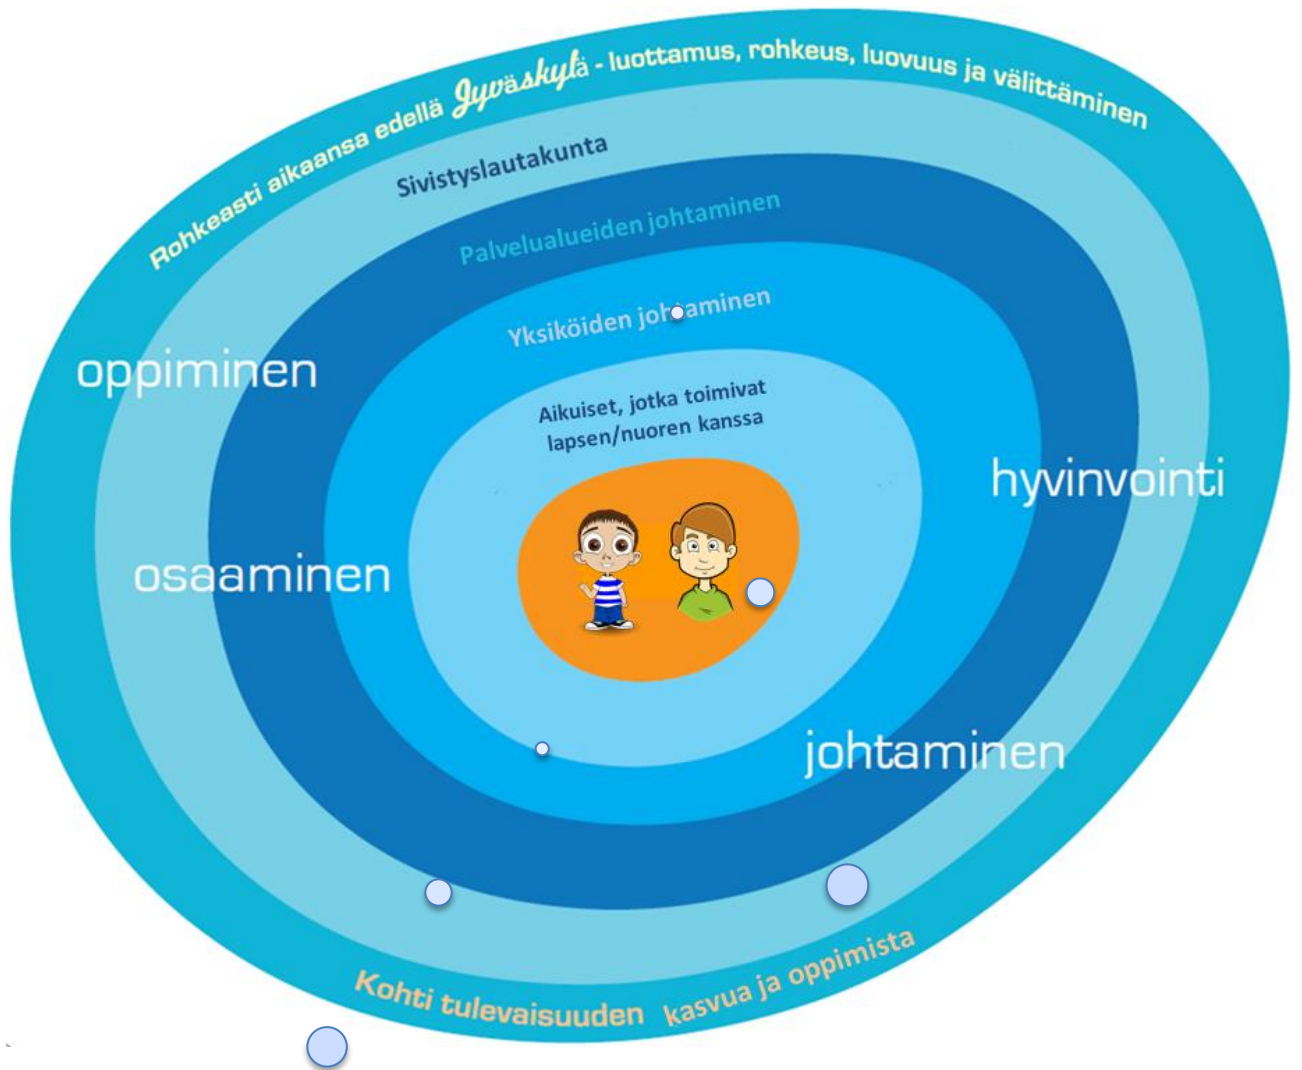 Rohkeasti aikaansa edellä Jyväskylä - luottamus, rohkeus, luovuus ja välittäminen
Sivistyslautakunta
Palvelualueiden johtaminen
Yksiköiden johtaminen
oppiminen
Aikuiset, jotka toimivat
lapsen/nuoren kanssa
hyvinvointi
osaaminen
johtaminen
Kohti tulevaisuuden kasvua ja oppimista